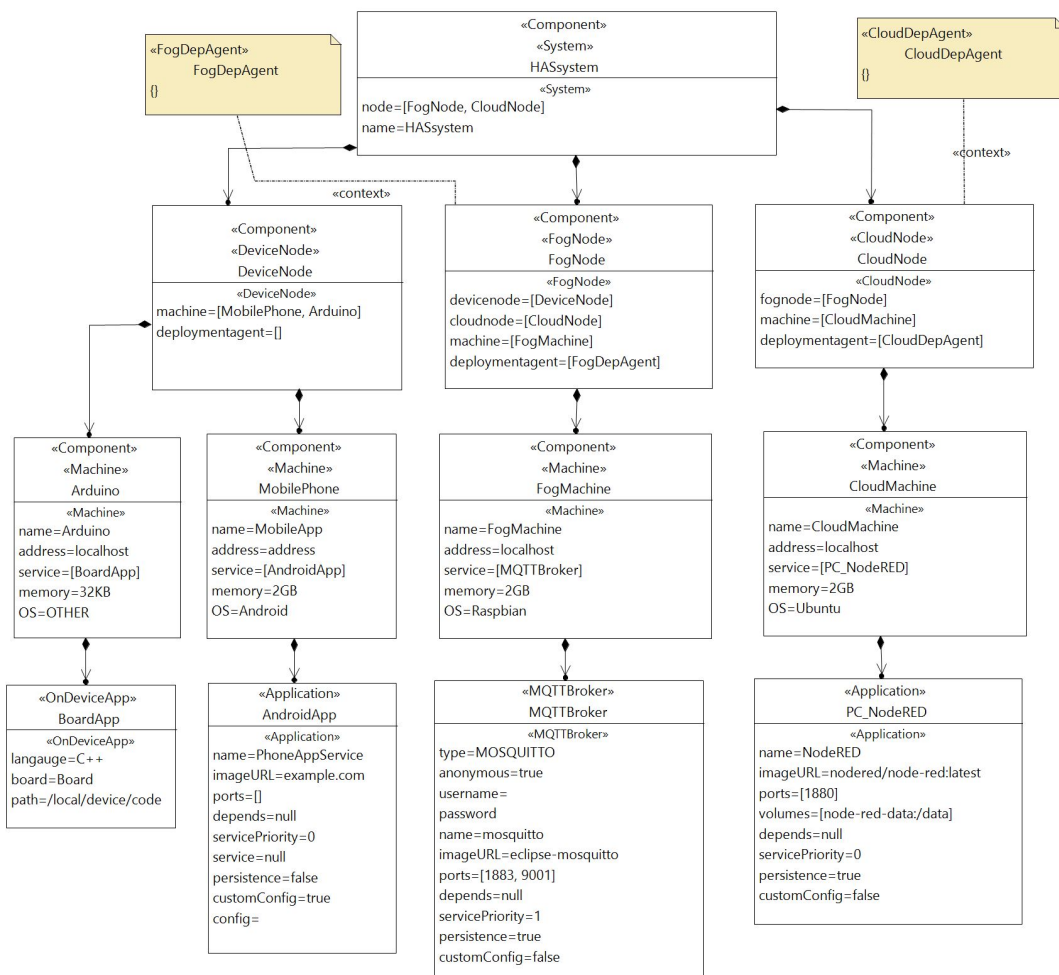 «FogDepAgent»
FogDepAgent
{}
«Component»
«System»
HASsystem
«System»
node=[FogNode, CloudNode]
name=HASsystem
«CloudDepAgent»
CloudDepAgent
{}
«context»
«context»
«Component»
«DeviceNode»
DeviceNode
«DeviceNode»
machine=[MobilePhone, Arduino]
deploymentagent=[]
«Component»
«FogNode»
FogNode
«FogNode»
devicenode=[DeviceNode]
cloudnode=[CloudNode]
machine=[FogMachine]
deploymentagent=[FogDepAgent]
«Component»
«CloudNode»
CloudNode
«CloudNode»
fognode=[FogNode]
machine=[CloudMachine]
deploymentagent=[CloudDepAgent]
«Component»
«Machine»
Arduino
«Machine»
name=Arduino
address=localhost
service=[BoardApp]
memory=32KB
OS=OTHER
«Component»
«Machine»
MobilePhone
«Machine»
name=MobileApp
address=address
service=[AndroidApp]
memory=2GB
OS=Android
«Component»
«Machine»
FogMachine
«Machine»
name=FogMachine
address=localhost
service=[MQTTBroker]
memory=2GB
OS=Raspbian
«Component»
«Machine»
CloudMachine
«Machine»
name=CloudMachine
address=localhost
service=[PC_NodeRED]
memory=2GB
OS=Ubuntu
«OnDeviceApp»
BoardApp
«OnDeviceApp»
langauge=C++
board=Board
path=/local/device/code
«Application»
AndroidApp
«Application»
name=PhoneAppService
imageURL=example.com
ports=[]
depends=null
servicePriority=0
service=null
persistence=false
customConfig=true
config=
«MQTTBroker»
MQTTBroker
«MQTTBroker»
type=MOSQUITTO
anonymous=true
username=
password
name=mosquitto
imageURL=eclipse-mosquitto
ports=[1883, 9001]
depends=null
servicePriority=1
persistence=true
customConfig=false
«Application»
PC_NodeRED
«Application»
name=NodeRED
imageURL=nodered/node-red:latest
ports=[1880]
volumes=[node-red-data:/data]
depends=null
servicePriority=0
persistence=true
customConfig=false